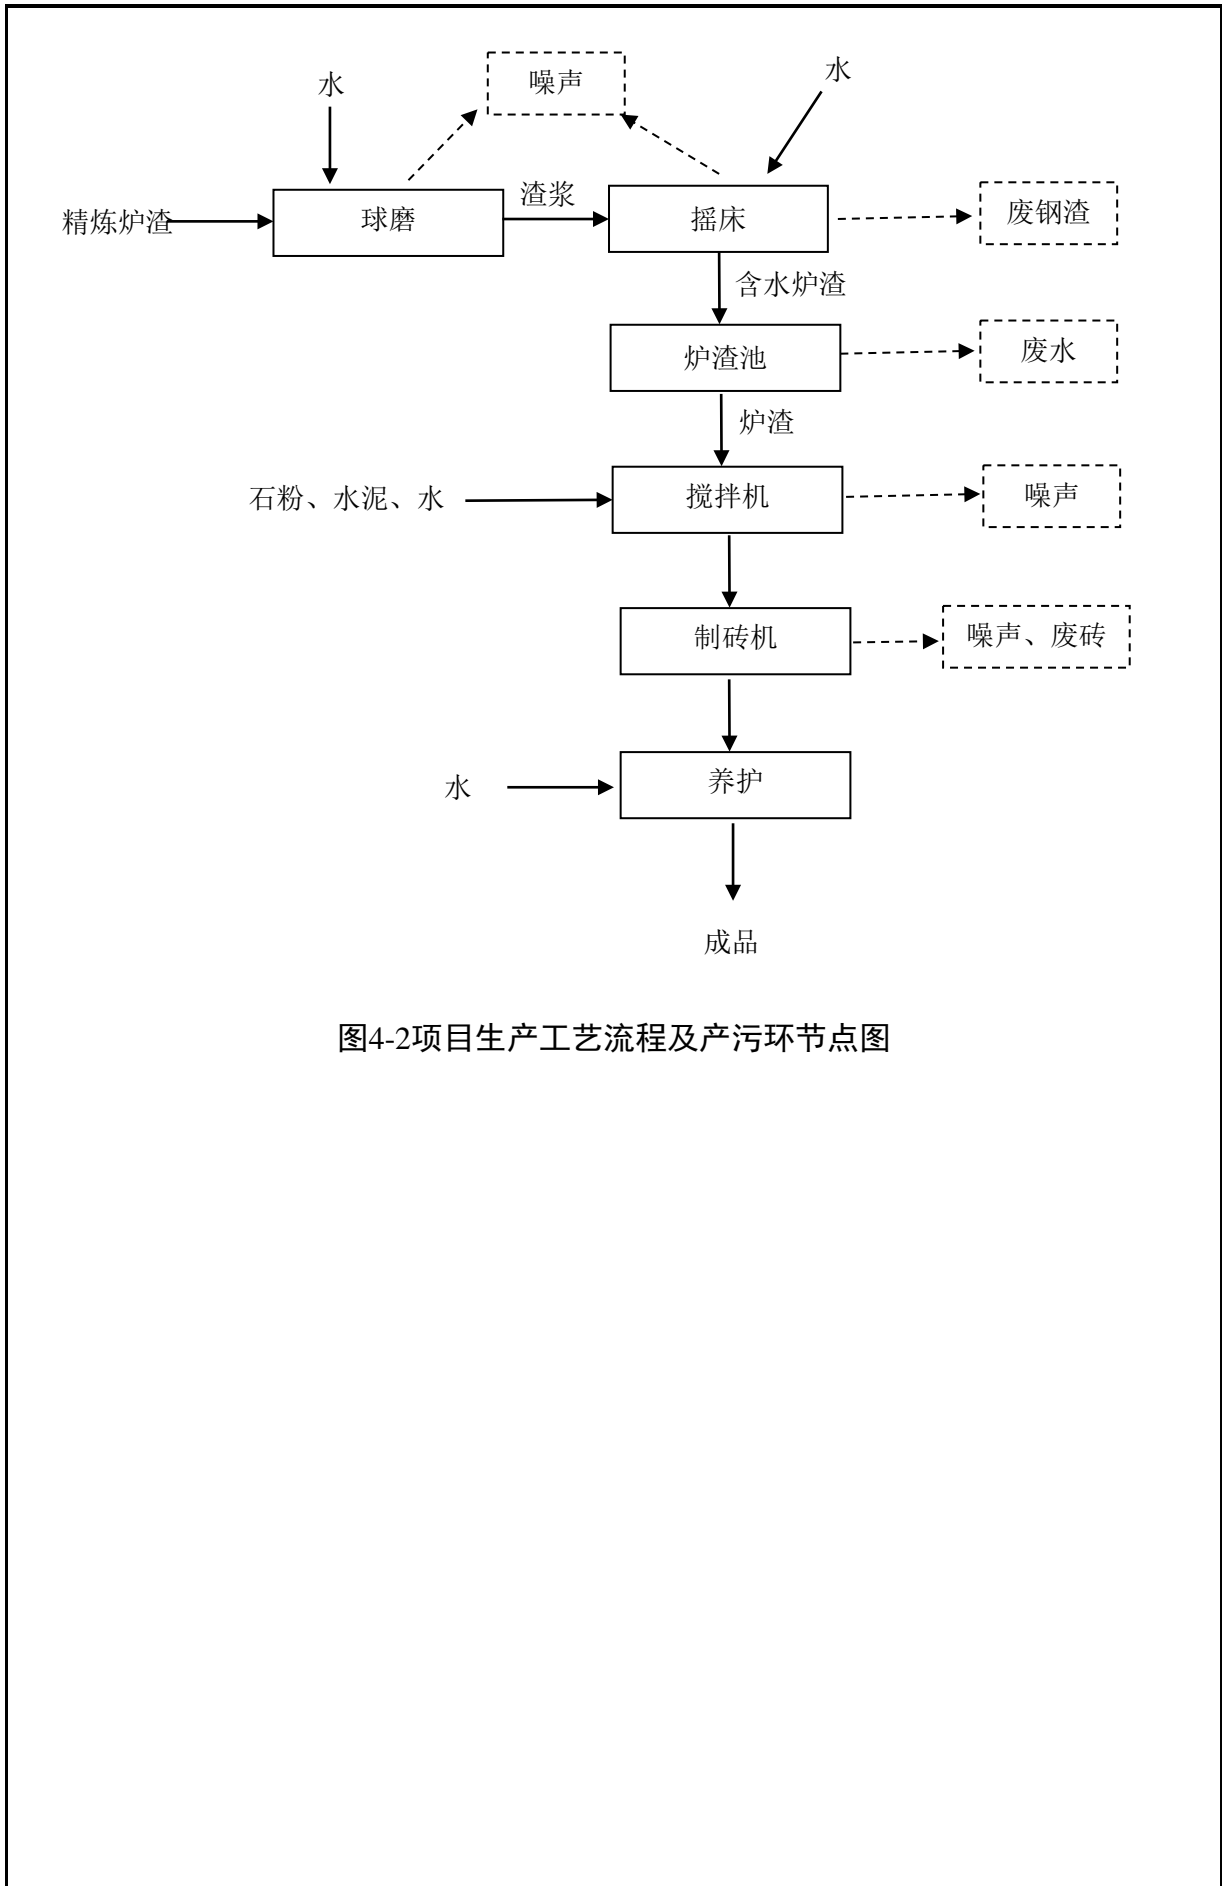 水
噪声
水
精炼炉渣
球磨
渣浆
摇床
废钢渣
含水炉渣
炉渣池
废水
炉渣
石粉、水泥、水
搅拌机
噪声
制砖机
噪声、废砖
水
养护
成品
图4-2项目生产工艺流程及产污环节点图